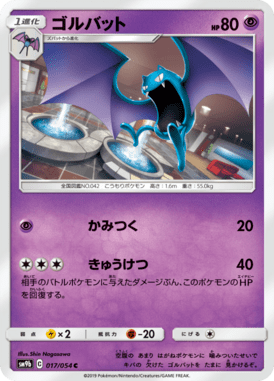 1進化 ゴルバット HP80
ズバットから進化
全国図鑑NO.042 こうもりポケモン 高さ：1.6m 重さ：55.0kg
かみつく 20
きゅうけつ 40
相手のバトルポケモンに与えたダメージぶん、このポケモンのHPを回復。
弱点 ×2 抵抗力 -20 にげる
sm9b C 017/054 C
illus. Shin Nagasawa
©2019 Pokémon/Nintendo/Creatures/GAME FREAK.